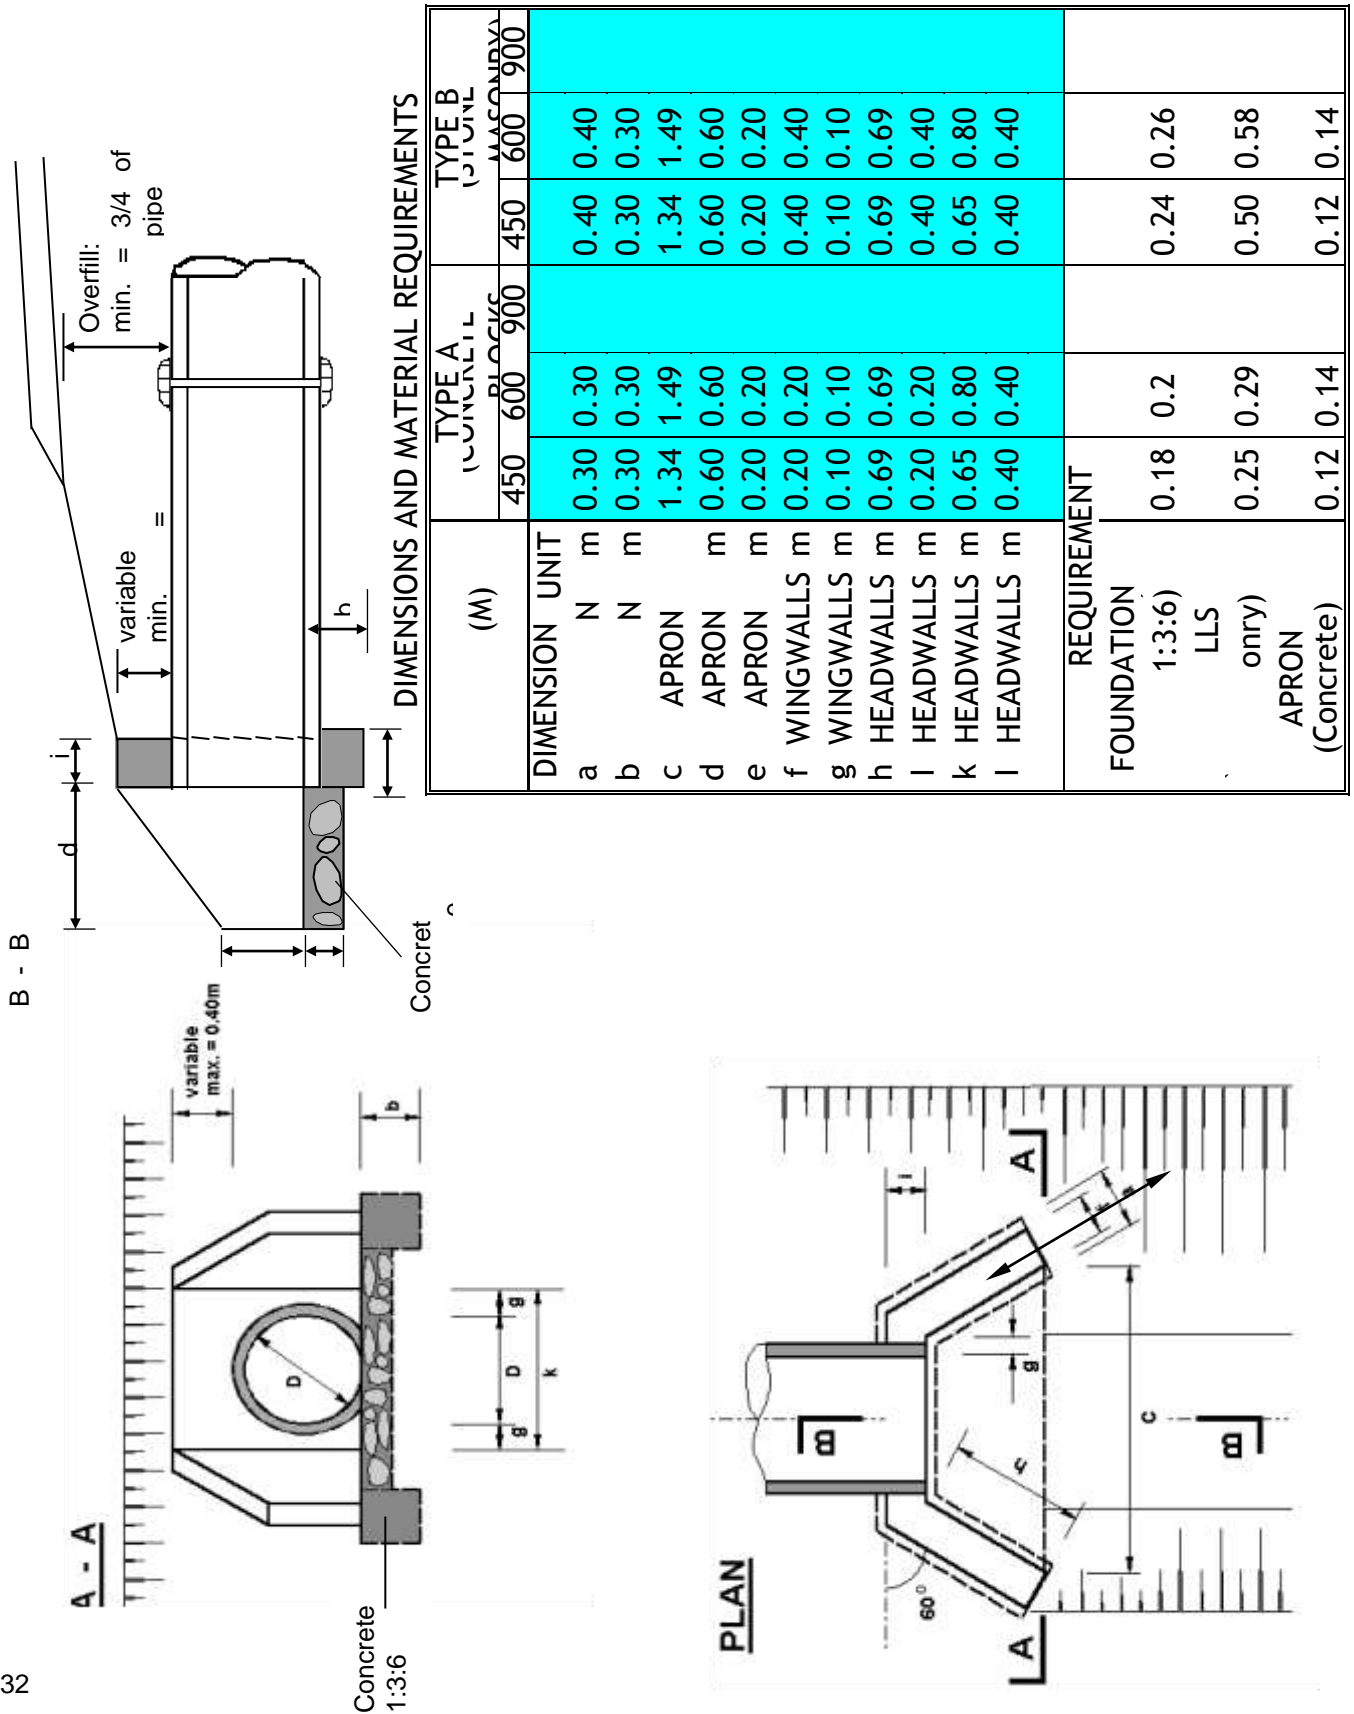 32
B - B
d
i
variable
min. =
Overfill:
min. = 3/4 of
pipe
Concret
A - A
variable
max. = 0.40m
b
D
g
D
g
k
Concrete
1:3:6
DIMENSIONS AND MATERIAL REQUIREMENTS
(M) TYPE A TYPE B
450 600 900 450 600 900
DIMENSION UNIT
a N m 0.30 0.30 0.40 0.40
b N m 0.30 0.30 0.30 0.30
c APRON 1.34 1.49 1.34 1.49
d APRON m 0.60 0.60 0.60 0.60
e APRON m 0.20 0.20 0.20 0.20
f WINGWALLS m 0.20 0.20 0.40 0.40
g WINGWALLS m 0.10 0.10 0.10 0.10
h HEADWALLS m 0.69 0.69 0.69 0.69
I HEADWALLS m 0.20 0.20 0.40 0.40
k HEADWALLS m 0.65 0.80 0.65 0.80
l HEADWALLS m 0.40 0.40 0.40 0.40
REQUIREMENT
FOUNDATION
1:3:6) 0.18 0.2 0.24 0.26
LLS
onry) 0.25 0.29 0.50 0.58
APRON
(Concrete) 0.12 0.14 0.12 0.14
PLAN
A
A
B
B
60°
i
g
h
c
f
a